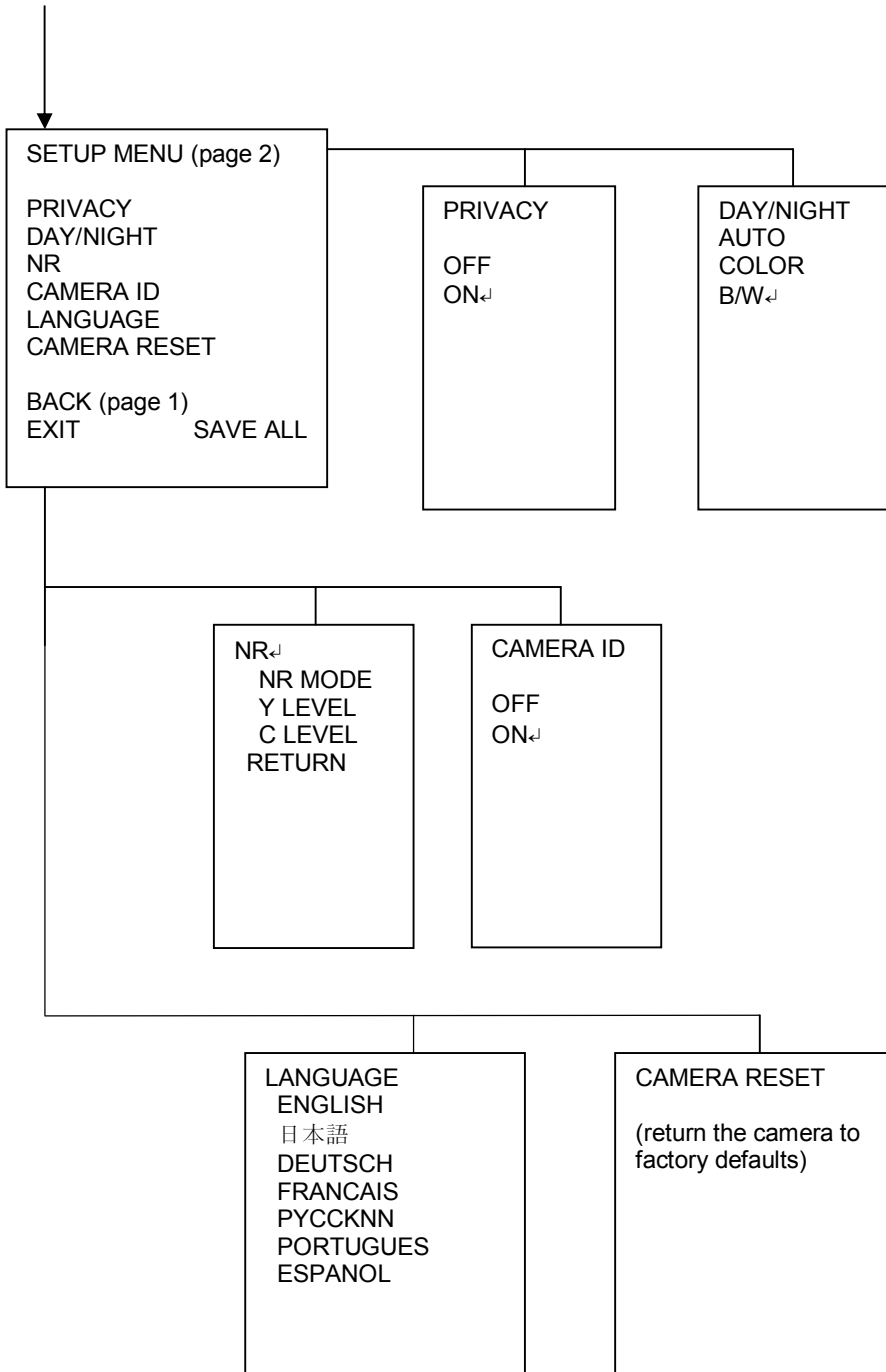 SETUP MENU (page 2)
PRIVACY
DAY/NIGHT
NR
CAMERA ID
LANGUAGE
CAMERA RESET
BACK (page 1)
EXIT SAVE ALL
PRIVACY
OFF
ON↵
DAY/NIGHT
AUTO
COLOR
B/W↵
NR↵
NR MODE
Y LEVEL
C LEVEL
RETURN
CAMERA ID
OFF
ON↵
LANGUAGE
ENGLISH
日本語
DEUTSCH
FRANCAIS
PYCCKNN
PORTUGUES
ESPANOL
CAMERA RESET
(return the camera to
factory defaults)